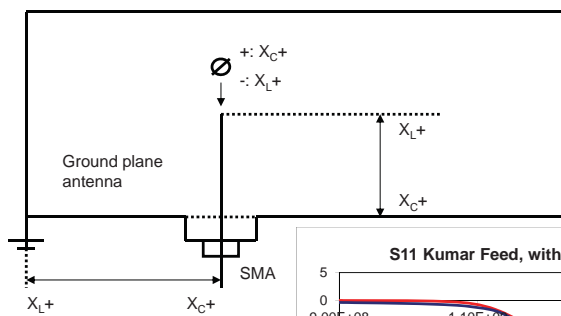 +: XC+
-: XL+
XL+
Ground plane
antenna
XC+
SMA
XL+ XC+
S11 Kumar Feed, with
5
0